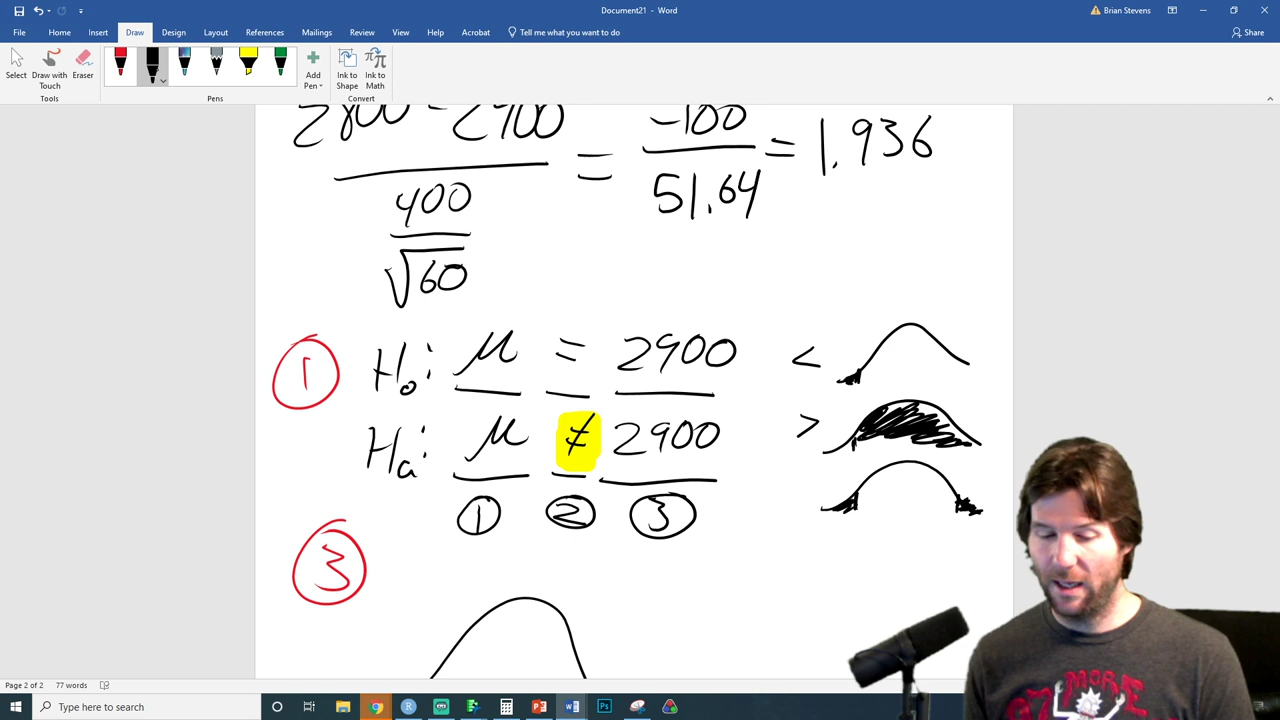 Document21 - Word
Brian Stevens
File Home Insert Draw Design Layout References Mailings Review View Help Acrobat Tell me what you want to do Share
Select Draw with Touch Eraser Add Pen Ink to Shape Ink to Math
Tools Pens Convert
2800 - 2900 / (400 / √60) = -100 / 51.64 = 1.936
① H₀: μ = 2900 <
Hₐ: μ ≠ 2900 >
① ② ③
③
MORE
Page 2 of 2 77 words
Type here to search